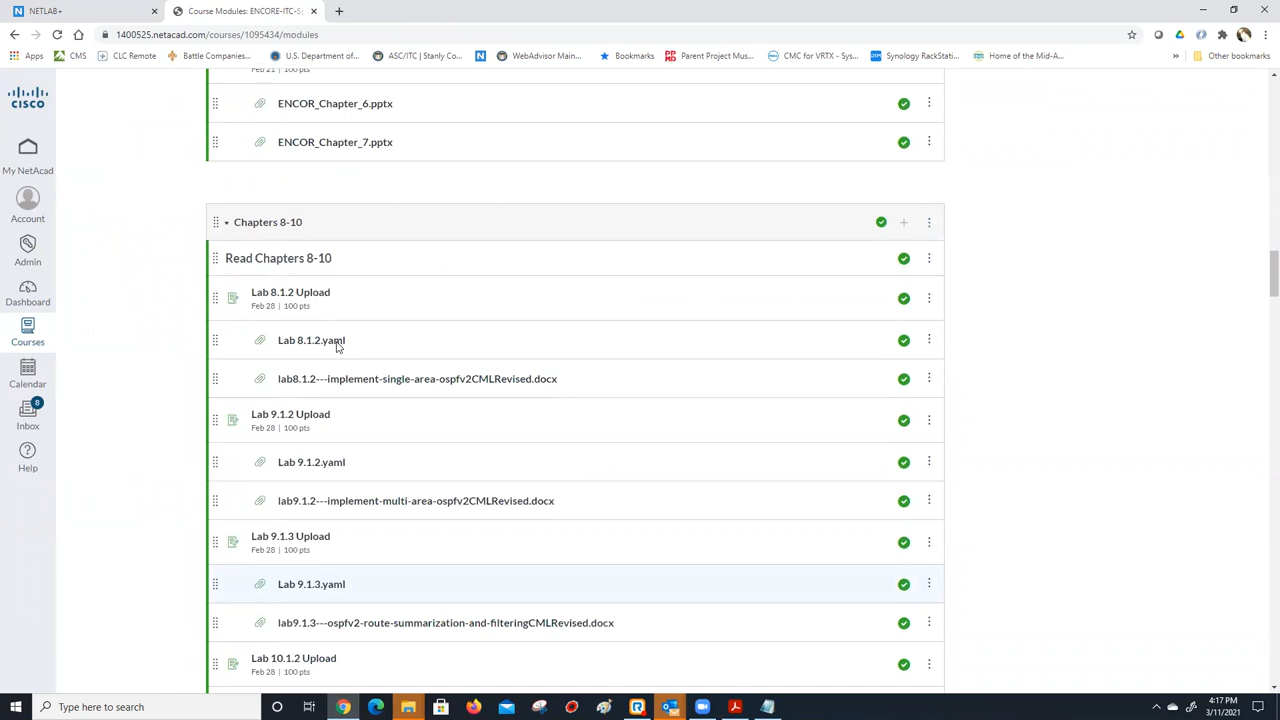 NETLAB+
Course Modules: ENCORE-ITC-S
1400525.netacad.com/courses/1095434/modules
Apps
CMS
CLC Remote
Battle Companies...
U.S. Department of...
ASC/ITC | Stanly Co...
WebAdvisor Main...
Bookmarks
Parent Project Mus...
CMC for VRTX - Sys...
Synology RackStati...
Home of the Mid-A...
»
Other bookmarks
CISCO
My NetAcad
Account
Admin
Dashboard
Courses
Calendar
8
Inbox
Help
Feb 21 | 100 pts
ENCOR_Chapter_6.pptx
ENCOR_Chapter_7.pptx
Chapters 8-10
Read Chapters 8-10
Lab 8.1.2 Upload
Feb 28 | 100 pts
Lab 8.1.2.yaml
lab8.1.2---implement-single-area-ospfv2CMLRevised.docx
Lab 9.1.2 Upload
Feb 28 | 100 pts
Lab 9.1.2.yaml
lab9.1.2---implement-multi-area-ospfv2CMLRevised.docx
Lab 9.1.3 Upload
Feb 28 | 100 pts
Lab 9.1.3.yaml
lab9.1.3---ospfv2-route-summarization-and-filteringCMLRevised.docx
Lab 10.1.2 Upload
Feb 28 | 100 pts
Type here to search
4:17 PM
3/11/2021